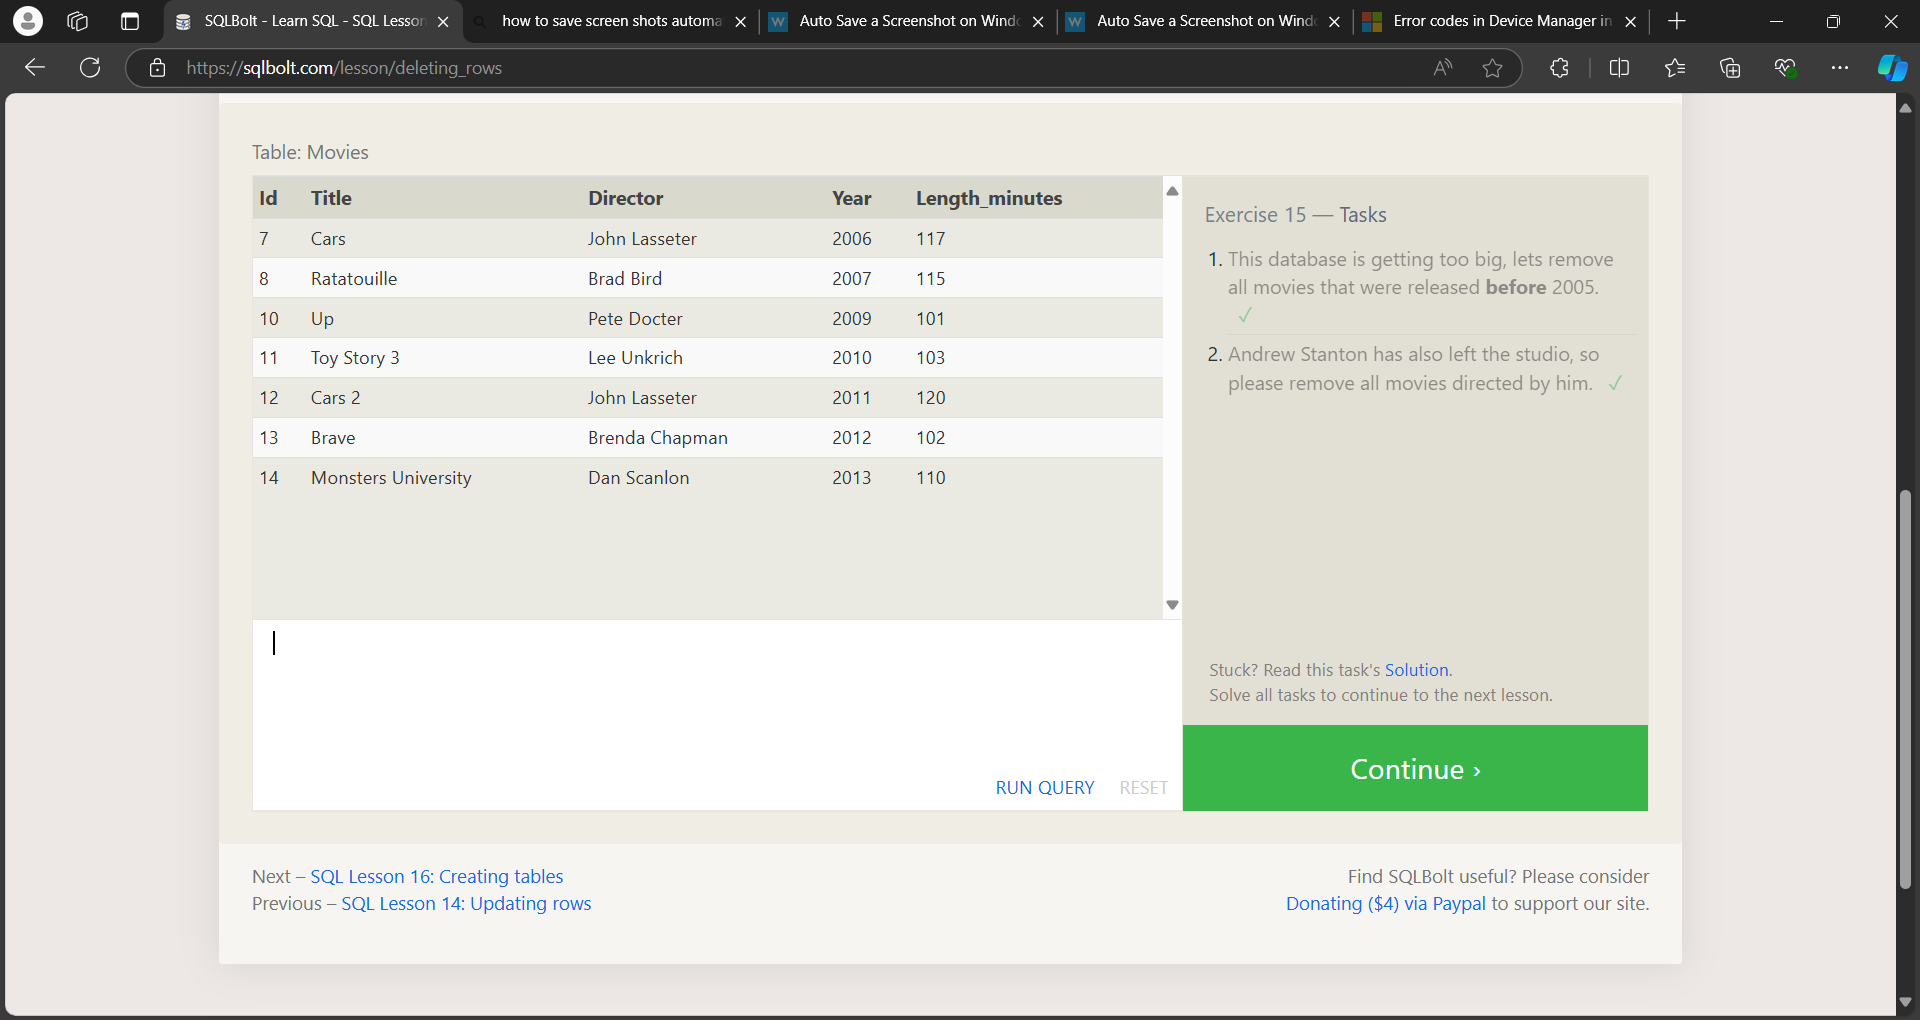 SQLBolt - Learn SQL - SQL Lesson
how to save screen shots automa
Auto Save a Screenshot on Windo
Auto Save a Screenshot on Windo
Error codes in Device Manager in
https://sqlbolt.com/lesson/deleting_rows
Table: Movies
Id Title Director Year Length_minutes
7 Cars John Lasseter 2006 117
8 Ratatouille Brad Bird 2007 115
10 Up Pete Docter 2009 101
11 Toy Story 3 Lee Unkrich 2010 103
12 Cars 2 John Lasseter 2011 120
13 Brave Brenda Chapman 2012 102
14 Monsters University Dan Scanlon 2013 110
RUN QUERY RESET
Exercise 15 — Tasks
1. This database is getting too big, lets remove
all movies that were released before 2005.
✓
2. Andrew Stanton has also left the studio, so
please remove all movies directed by him. ✓
Stuck? Read this task's Solution.
Solve all tasks to continue to the next lesson.
Continue ›
Next – SQL Lesson 16: Creating tables
Previous – SQL Lesson 14: Updating rows
Find SQLBolt useful? Please consider
Donating ($4) via Paypal to support our site.